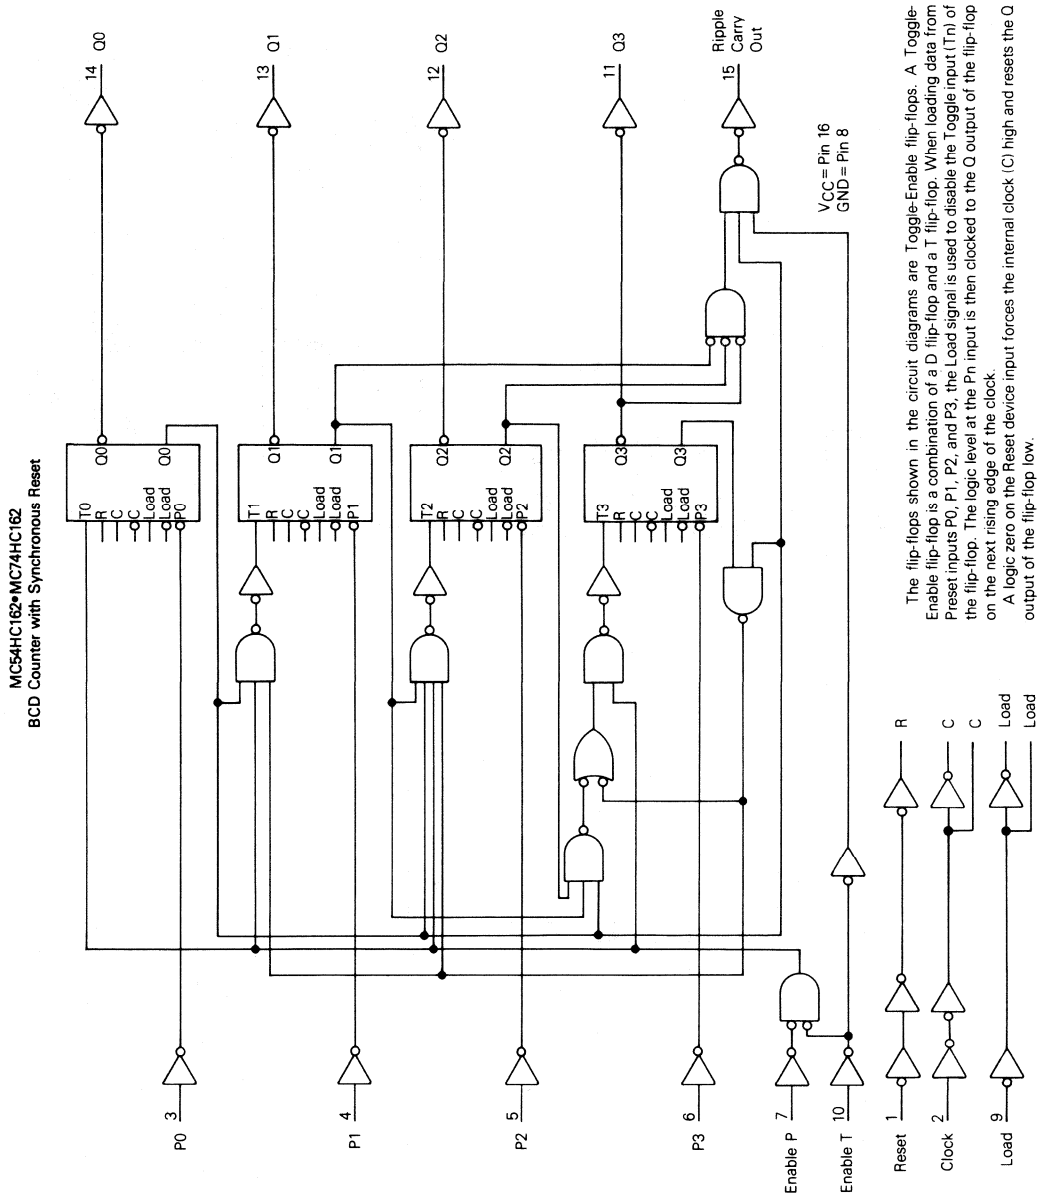 MC54HC162•MC74HC162
BCD Counter with Synchronous Reset
P0
3
T0
R
C
C
Load
Load
P0
Q0
Q0
14
Q0
P1
4
T1
R
C
C
Load
Load
P1
Q1
Q1
13
Q1
P2
5
T2
R
C
C
Load
Load
P2
Q2
Q2
12
Q2
P3
6
T3
R
C
C
Load
Load
P3
Q3
Q3
11
Q3
Ripple
Carry
Out
15
VCC = Pin 16
GND = Pin 8
Enable P
7
Enable T
10
Reset
1
R
Clock
2
C
C
Load
9
Load
Load
The flip-flops shown in the circuit diagrams are Toggle-Enable flip-flops. A Toggle-
Enable flip-flop is a combination of a D flip-flop and a T flip-flop. When loading data from
Preset inputs P0, P1, P2, and P3, the Load signal is used to disable the Toggle input (Tn) of
the flip-flop. The logic level at the Pn input is then clocked to the Q output of the flip-flop
on the next rising edge of the clock.
A logic zero on the Reset device input forces the internal clock (C) high and resets the Q
output of the flip-flop low.